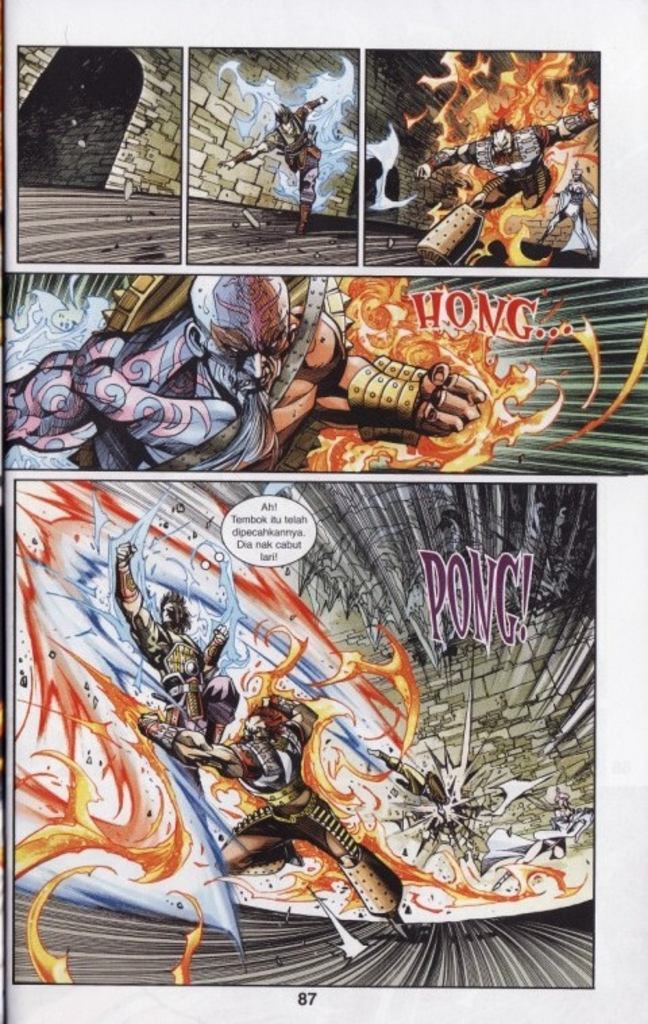 HONG...
Ah!
Tembok itu telah
dipecahkannya.
Dia nak cabut
lari!
PONG!
87